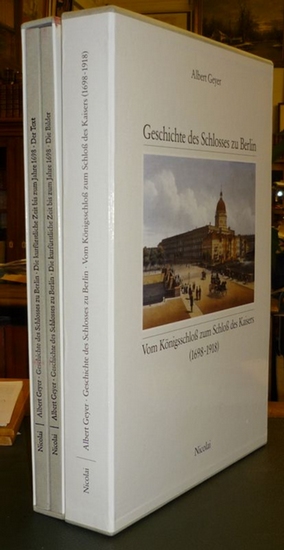 Albert Geyer
Geschichte des Schlosses zu Berlin
Vom Königsschloß zum Schloß des Kaisers
(1698-1918)
Nicolai
Nicolai | Albert Geyer · Geschichte des Schlosses zu Berlin · Die kurfürstliche Zeit bis zum Jahre 1698 · Der Text
Nicolai | Albert Geyer · Geschichte des Schlosses zu Berlin · Die kurfürstliche Zeit bis zum Jahre 1698 · Die Bilder
Nicolai | Albert Geyer · Geschichte des Schlosses zu Berlin · Vom Königsschloß zum Schloß des Kaisers (1698-1918)